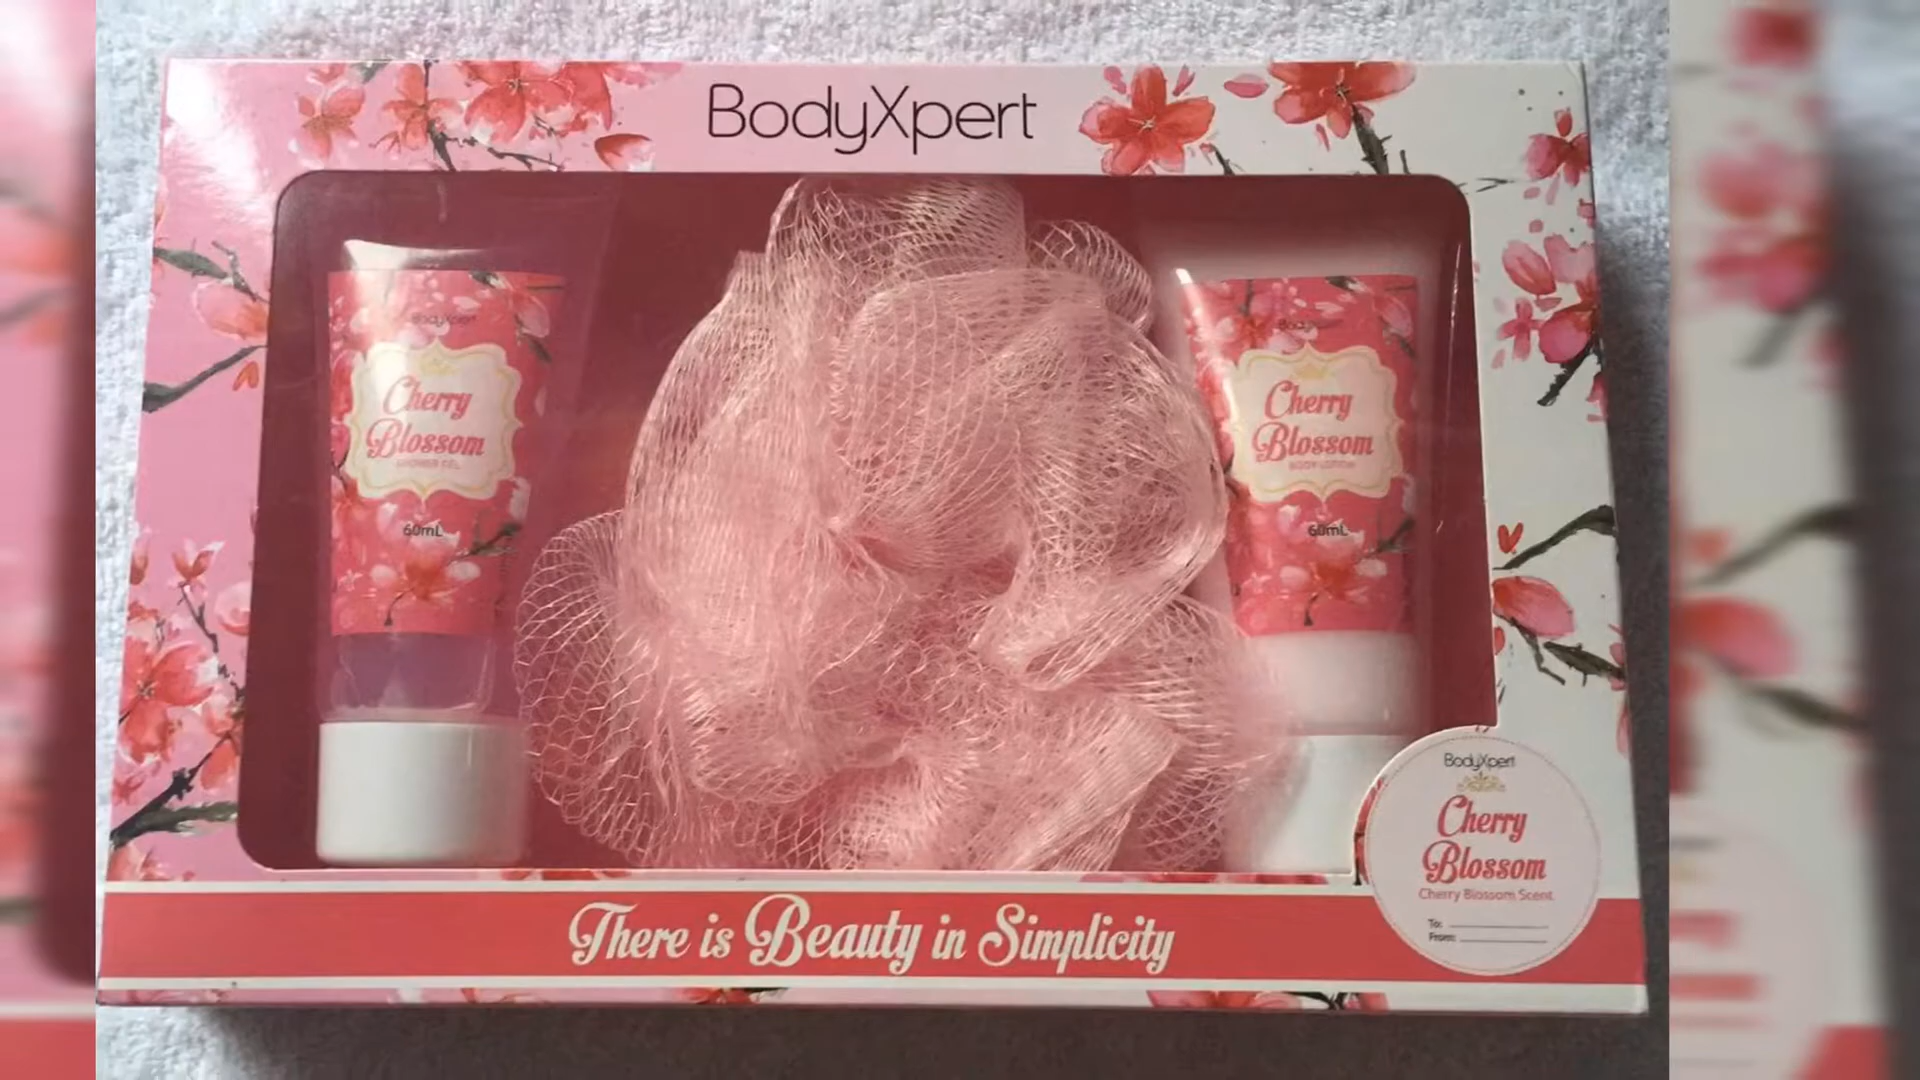 BodyXpert
BodyXpert
Cherry
Blossom
SHOWER GEL
60mL
Body
Cherry
Blossom
BODY LOTION
60mL
BodyXpert
Cherry
Blossom
Cherry Blossom Scent
To:
From:
There is Beauty in Simplicity